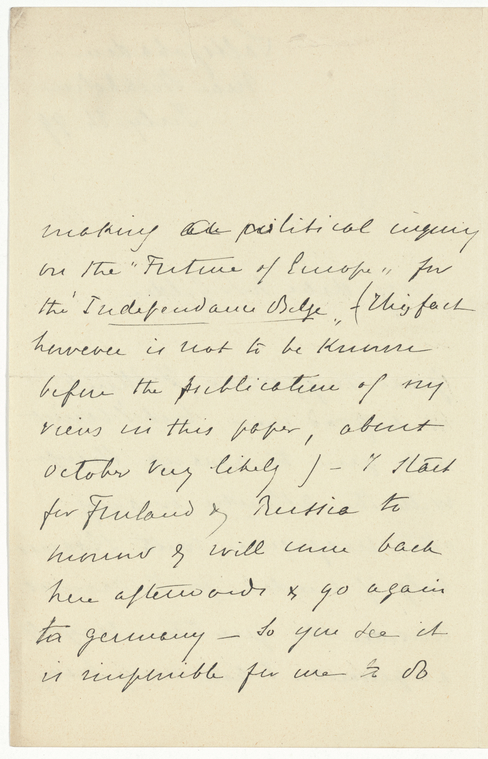 making a political inquiry
on the "Future of Europe" for
the "Independance Belge" - (This fact
however is not to be known
before the publication of my
views in this paper, about
october very likely) - I start
for Finland & Russia to
morrow & will come back
here afterwards & go again
to germany - So you see it
is impossible for me to do